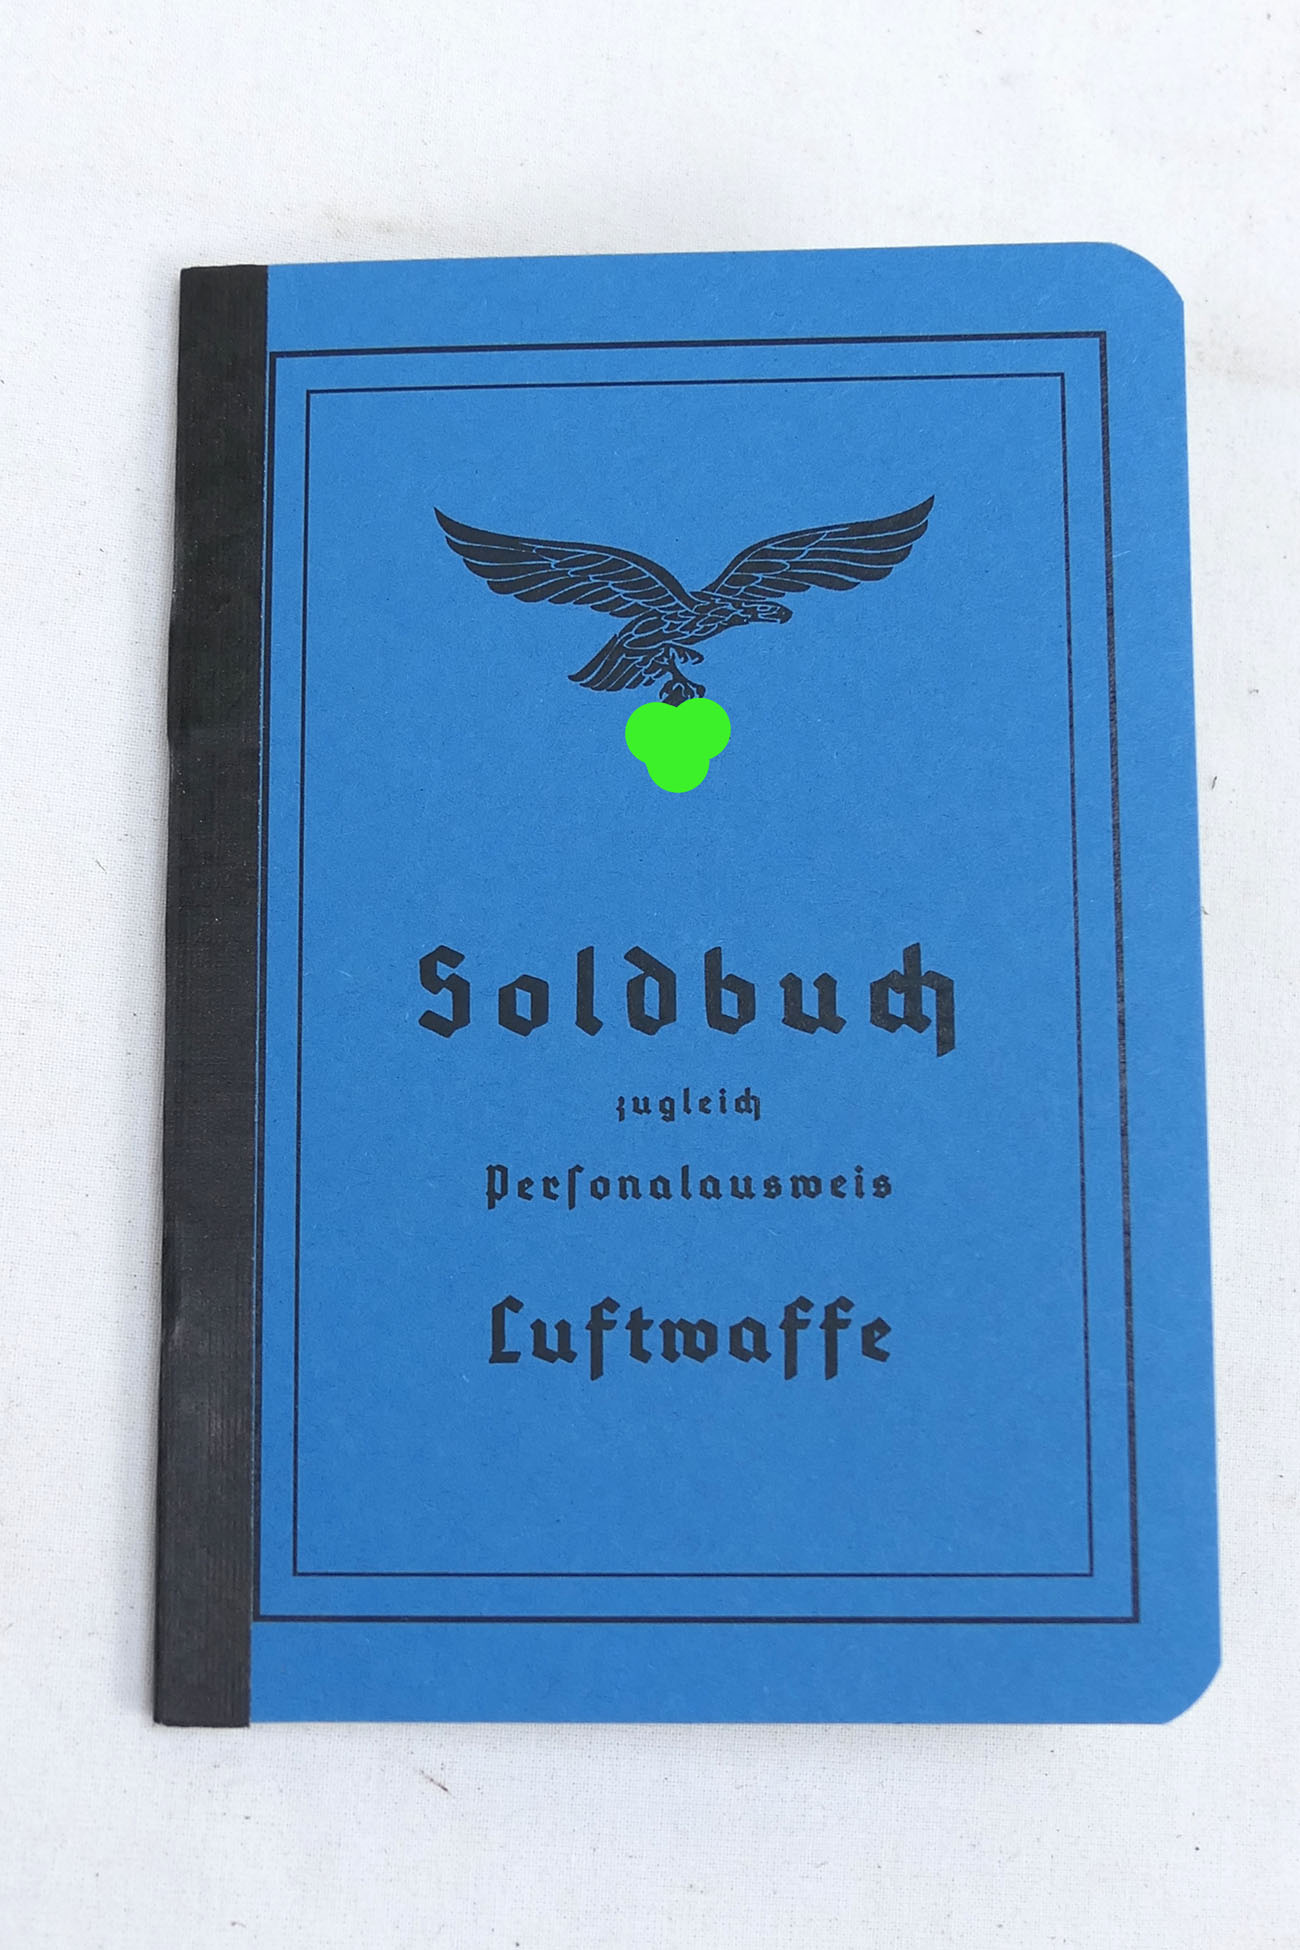 Soldbuch
zugleich
Perſonalausweis
Luftwaffe